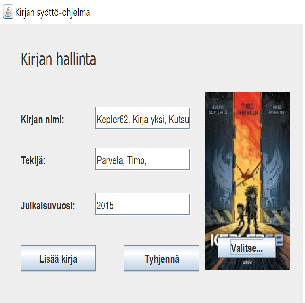 Kirjan syöttö-ohjelma
Kirjan hallinta
Kirjan nimi: Keplor62. Kirja yksi, Kutsu
Tekijä: Parvela, Timo,
Julkaisuvuosi: 2015
Valitse...
Lisää kirja Tyhjennä